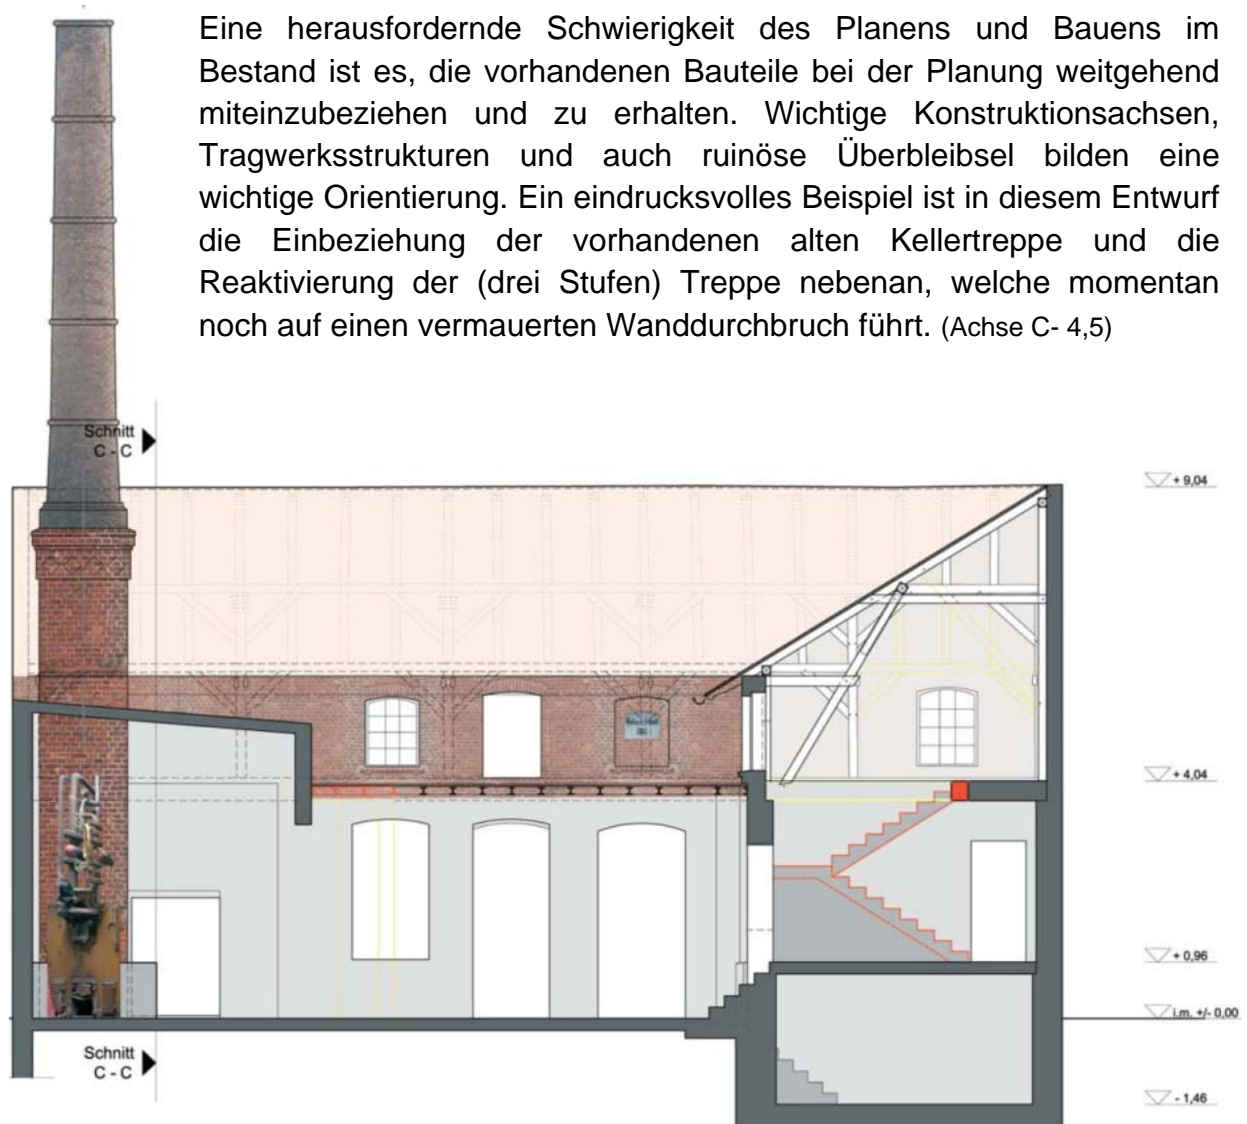 Eine herausfordernde Schwierigkeit des Planens und Bauens im
Bestand ist es, die vorhandenen Bauteile bei der Planung weitgehend
miteinzubeziehen und zu erhalten. Wichtige Konstruktionsachsen,
Tragwerksstrukturen und auch ruinöse Überbleibsel bilden eine
wichtige Orientierung. Ein eindrucksvolles Beispiel ist in diesem Entwurf
die Einbeziehung der vorhandenen alten Kellertreppe und die
Reaktivierung der (drei Stufen) Treppe nebenan, welche momentan
noch auf einen vermauerten Wanddurchbruch führt. (Achse C- 4,5)
Schnitt
C - C
+ 9,04
+ 4,04
+ 0,96
i.m. +/- 0,00
Schnitt
C - C
- 1,46